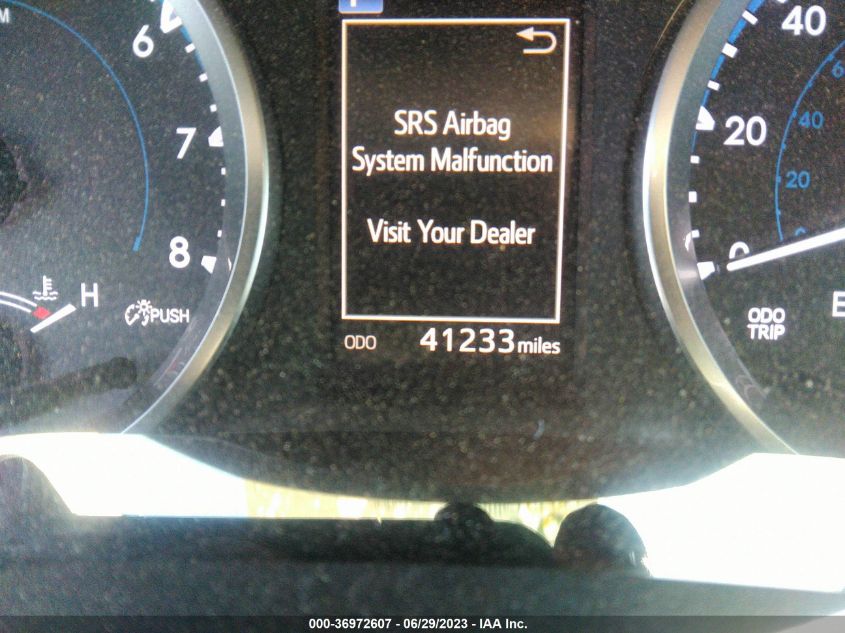 6
7
8
H
PUSH
SRS Airbag
System Malfunction
Visit Your Dealer
ODO 41233 miles
40
20
0
40
20
ODO
TRIP
000-36972607 - 06/29/2023 - IAA Inc.